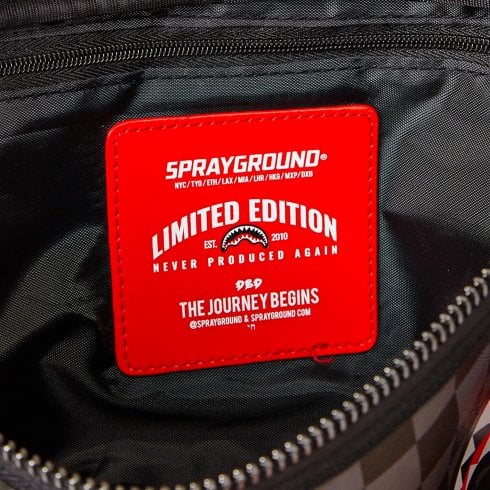 SPRAYGROUND®
NYC/TYO/ETH/LAX/MIA/LHR/HKG/MXP/DXB
LIMITED EDITION
EST. 2010
NEVER PRODUCED AGAIN
DBD
THE JOURNEY BEGINS
@SPRAYGROUND & SPRAYGROUND.COM